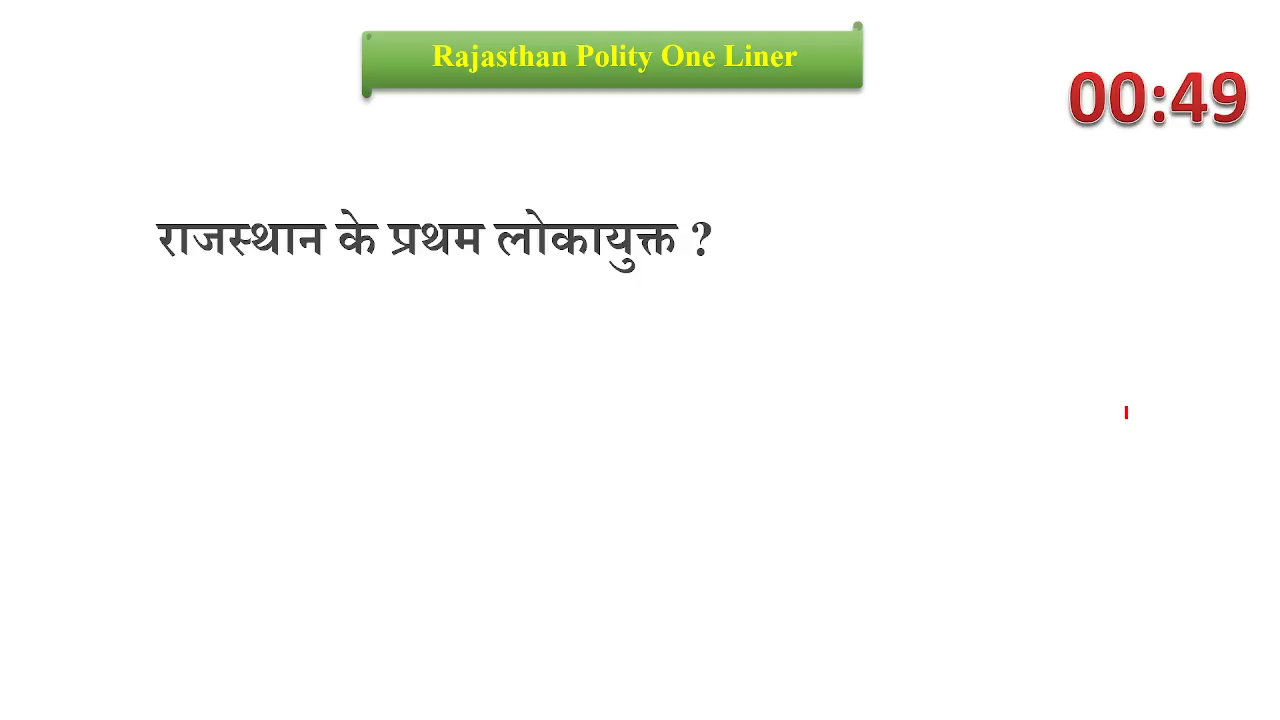 Rajasthan Polity One Liner
00:49
राजस्थान के प्रथम लोकायुक्त ?